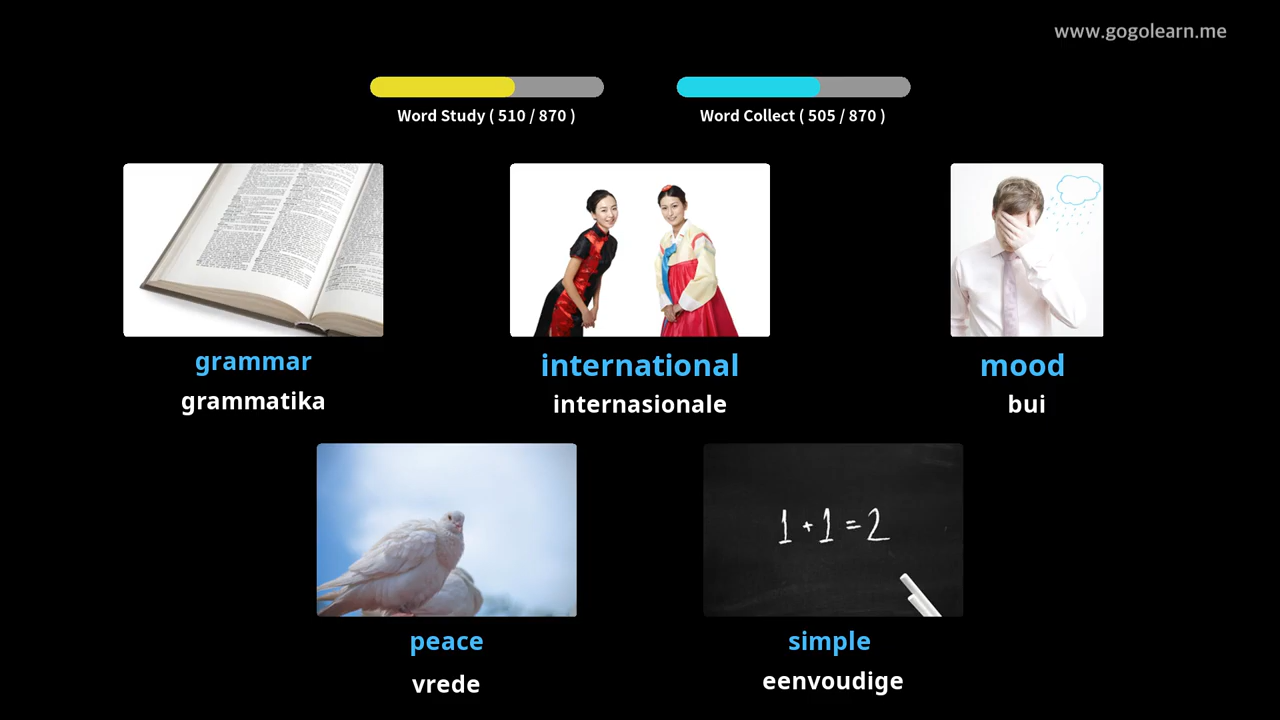 www.gogolearn.me
Word Study ( 510 / 870 )
Word Collect ( 505 / 870 )
grammar
grammatika
international
internasionale
mood
bui
1 + 1 = 2
peace
vrede
simple
eenvoudige